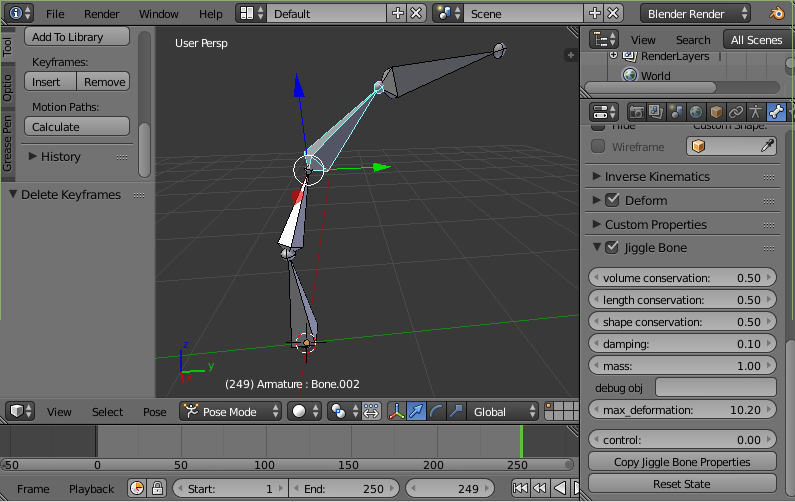 File Render Window Help Default Scene Blender Render
Tool
Optio
Grease Pen
Add To Library
Keyframes:
Insert Remove
Motion Paths:
Calculate
History
Delete Keyframes
User Persp
z
y
(249) Armature : Bone.002
View Select Pose Pose Mode Global
-50 0 50 100 150 200 250
Frame Playback Start: 1 End: 250 249
View Search All Scenes
RenderLayers
World
Hide Custom Shape:
Wireframe
Inverse Kinematics
Deform
Custom Properties
Jiggle Bone
volume conservation: 0.50
length conservation: 0.50
shape conservation: 0.50
damping: 0.10
mass: 1.00
debug obj
max_deformation: 10.20
control: 0.00
Copy Jiggle Bone Properties
Reset State